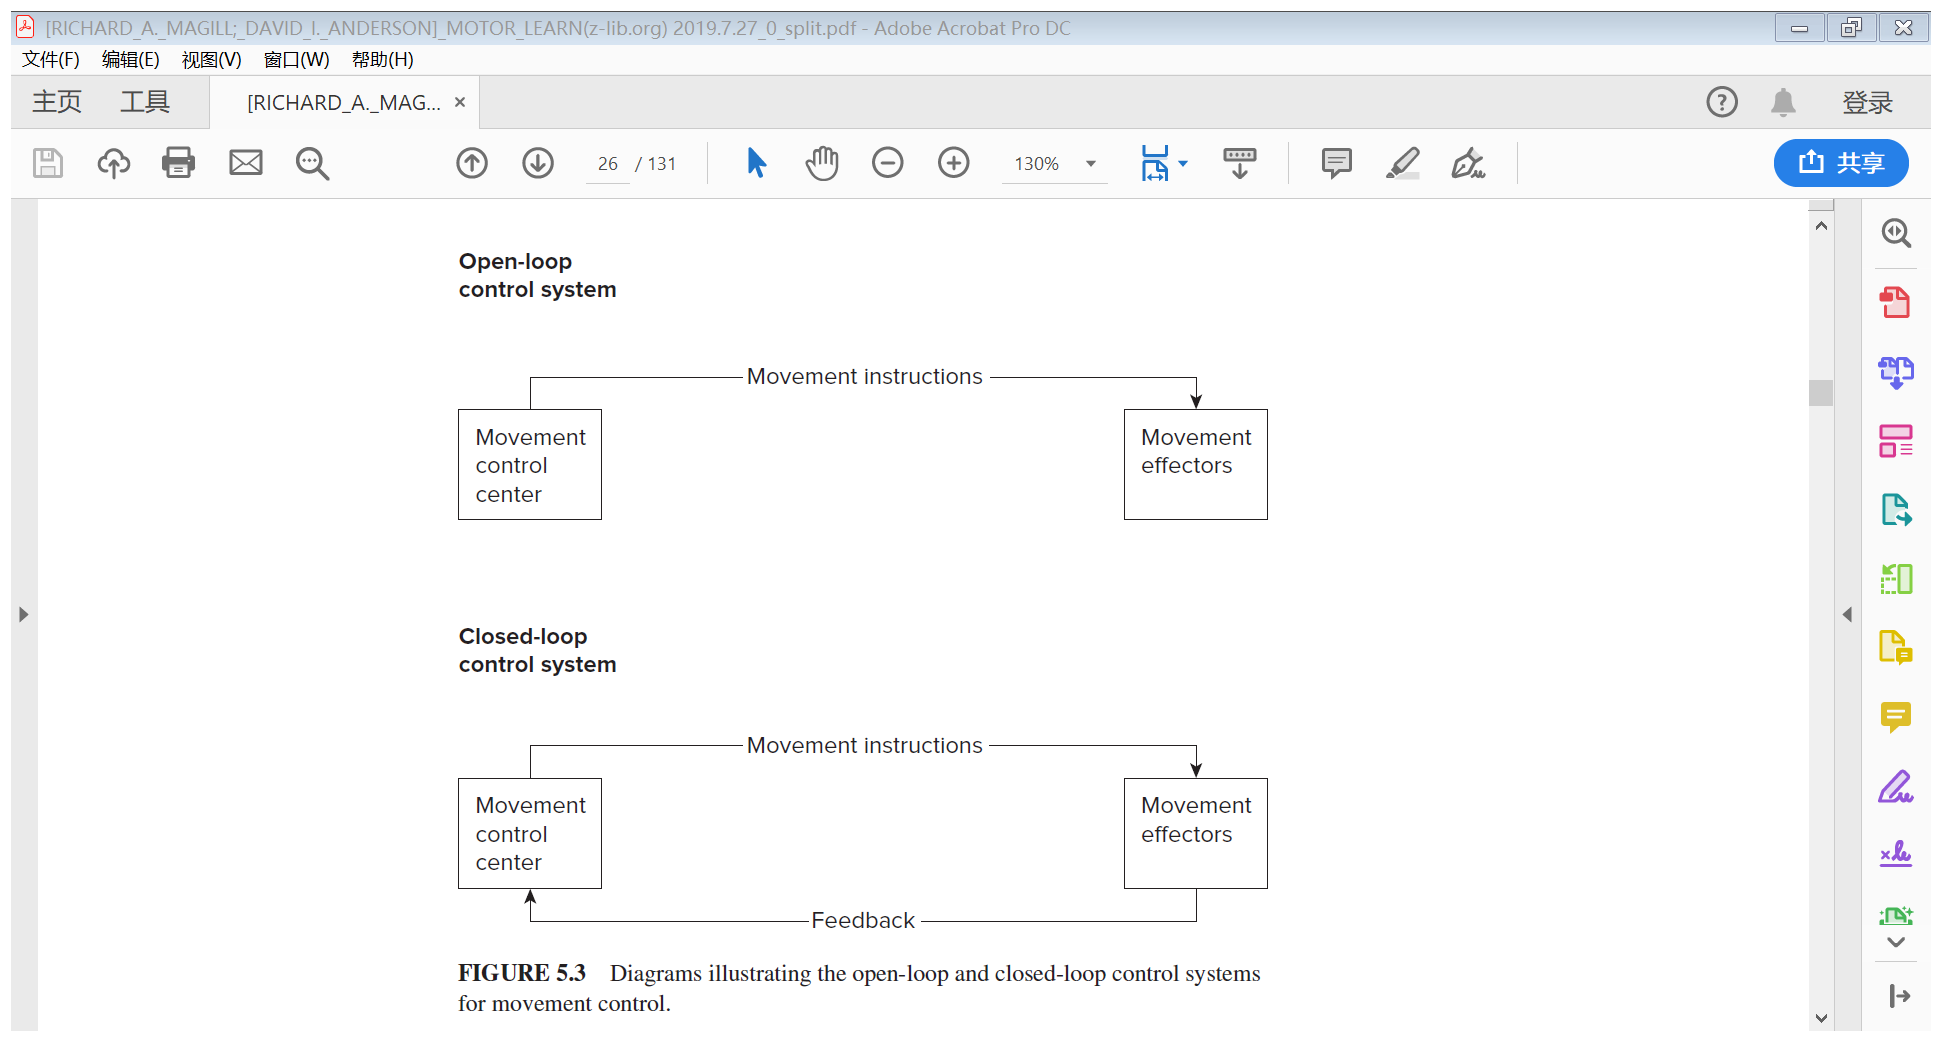 [RICHARD_A._MAGILL;_DAVID_I._ANDERSON]_MOTOR_LEARN(z-lib.org) 2019.7.27_0_split.pdf - Adobe Acrobat Pro DC
文件(F) 编辑(E) 视图(V) 窗口(W) 帮助(H)
主页 工具 [RICHARD_A._MAG... × 登录
26 / 131 130% 共享
Open-loop
control system
Movement instructions
Movement
control
center
Movement
effectors
Closed-loop
control system
Movement instructions
Movement
control
center
Movement
effectors
Feedback
FIGURE 5.3 Diagrams illustrating the open-loop and closed-loop control systems
for movement control.